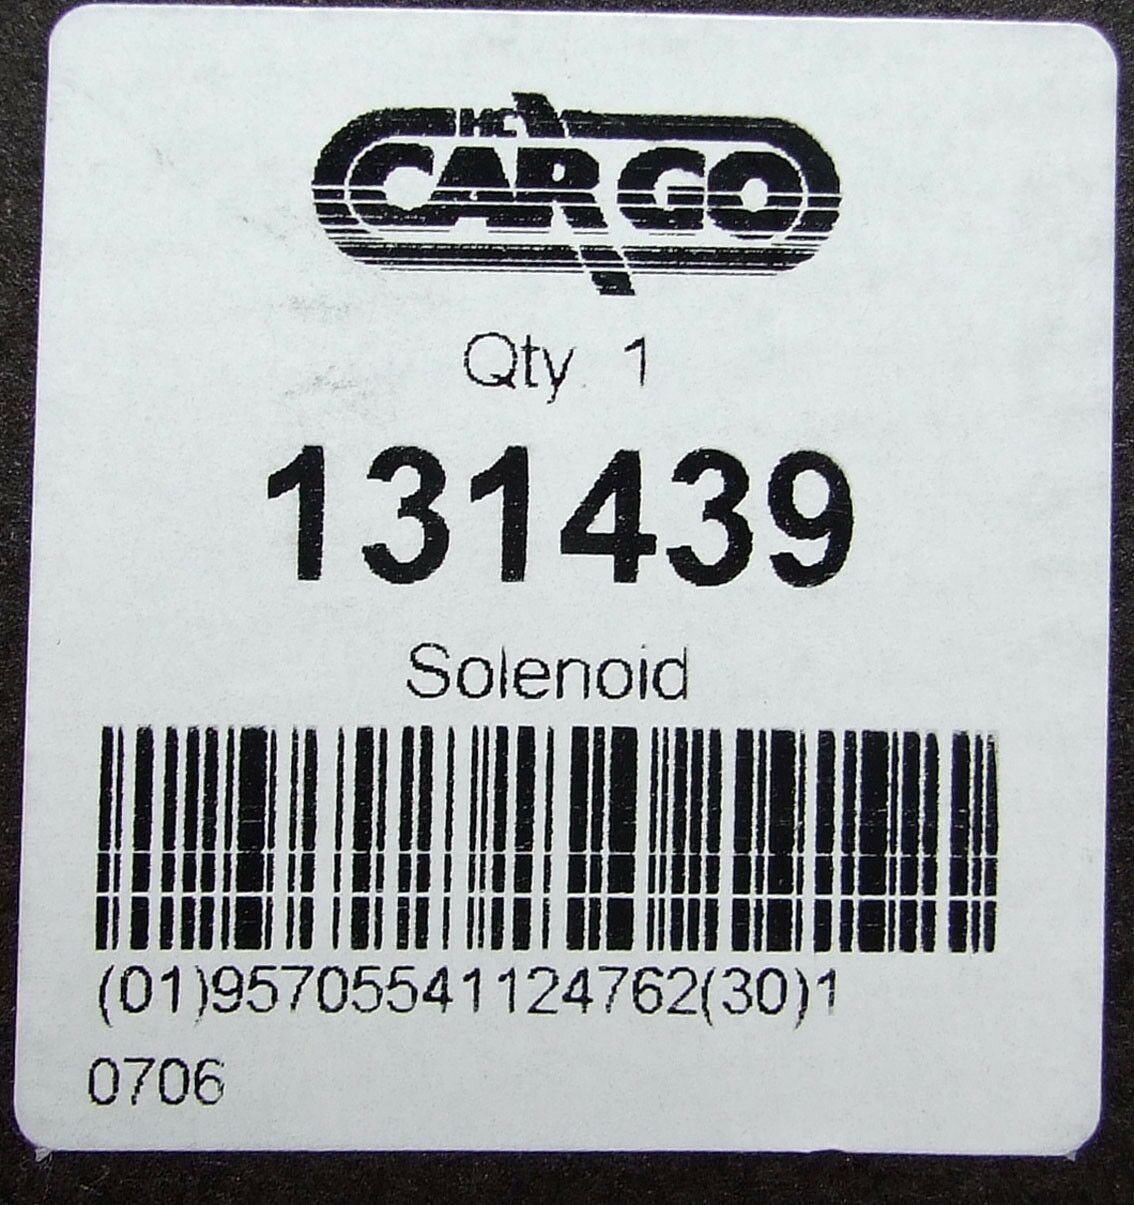 HC
CARGO
Qty 1
131439
Solenoid
(01)95705541124762(30)1
0706